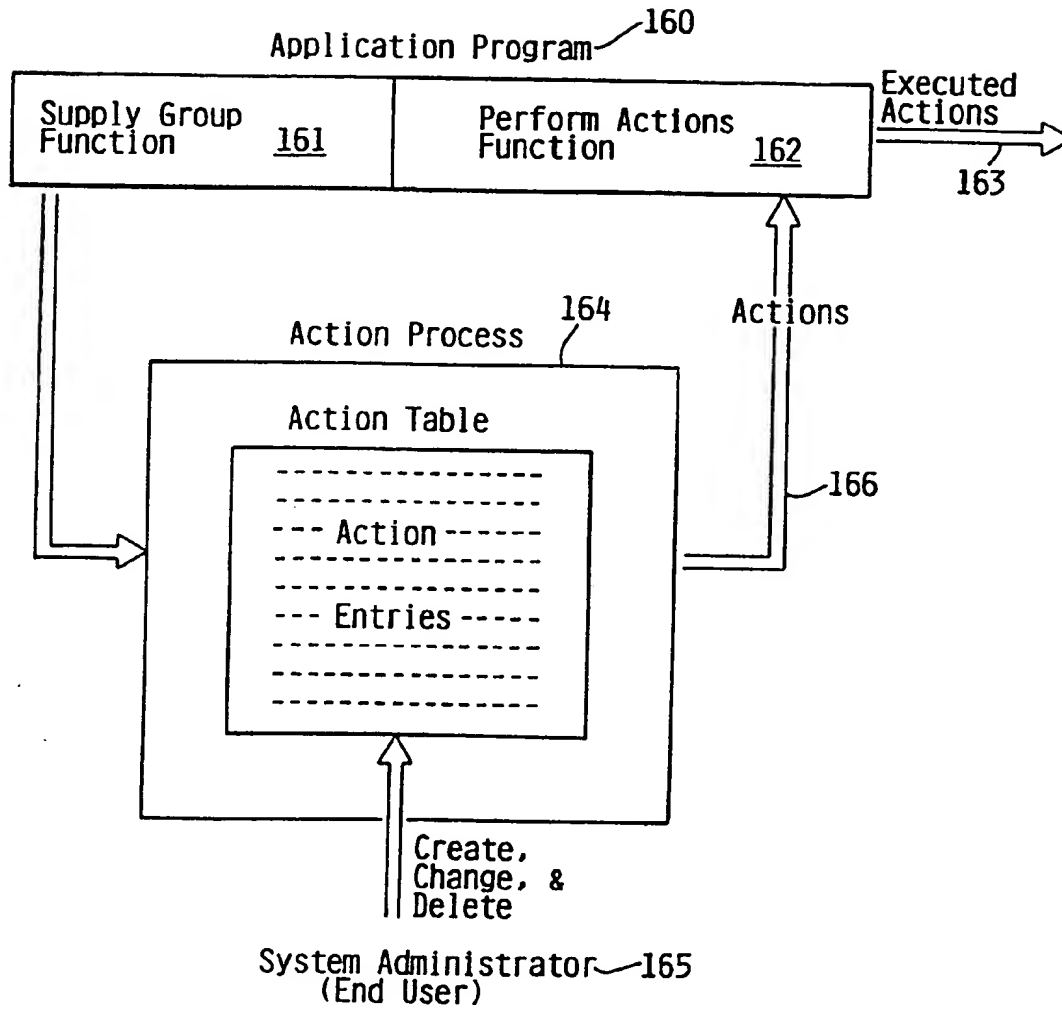 Application Program 160
Supply Group
Function 161
Perform Actions
Function 162
Executed
Actions
163
Action Process 164
Actions
Action Table
Action
Entries
166
Create,
Change, &
Delete
System Administrator 165
(End User)